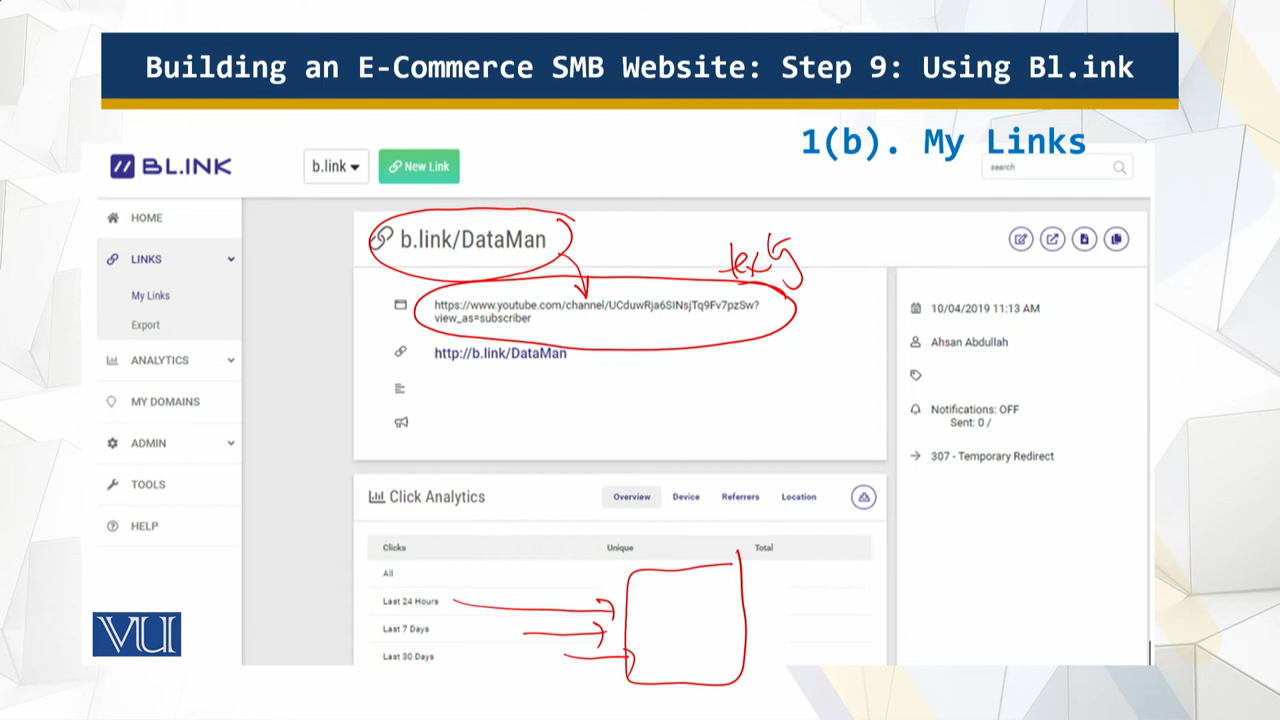 Building an E-Commerce SMB Website: Step 9: Using Bl.ink
1(b). My Links
BL.INK
b.link
New Link
search
HOME
LINKS
My Links
Export
ANALYTICS
MY DOMAINS
ADMIN
TOOLS
HELP
b.link/DataMan
https://www.youtube.com/channel/UCduwRja6SINsjTq9Fv7pzSw?
view_as=subscriber
http://b.link/DataMan
10/04/2019 11:13 AM
Ahsan Abdullah
Notifications: OFF
Sent: 0 /
307 - Temporary Redirect
Click Analytics
Overview Device Referrers Location
Clicks Unique Total
All
Last 24 Hours
Last 7 Days
Last 30 Days
VU